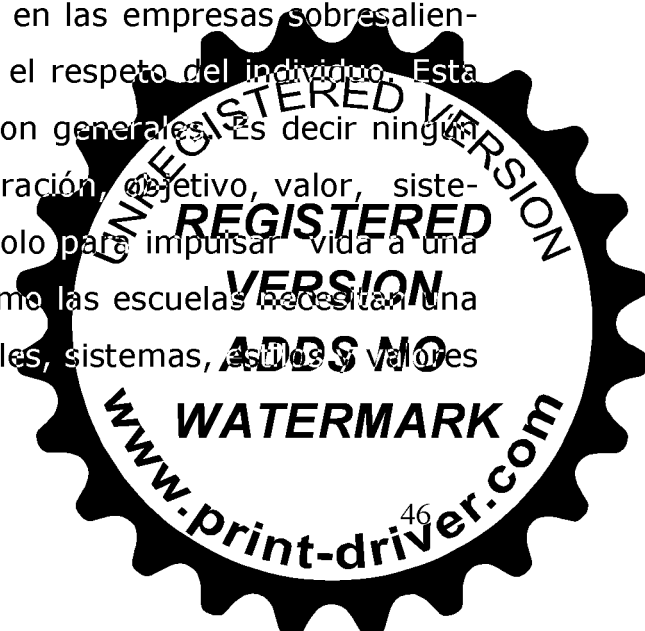 en las empresas sobresalien-
el respeto del individuo. Esta
on generales. Es decir ningún
ración, objetivo, valor, siste-
olo para impulsar vida a una
mo las escuelas necesitan una
les, sistemas, estilos y valores
UNREGISTERED VERSION
REGISTERED
VERSION
ADDS NO
WATERMARK
www.print-driver.com
46